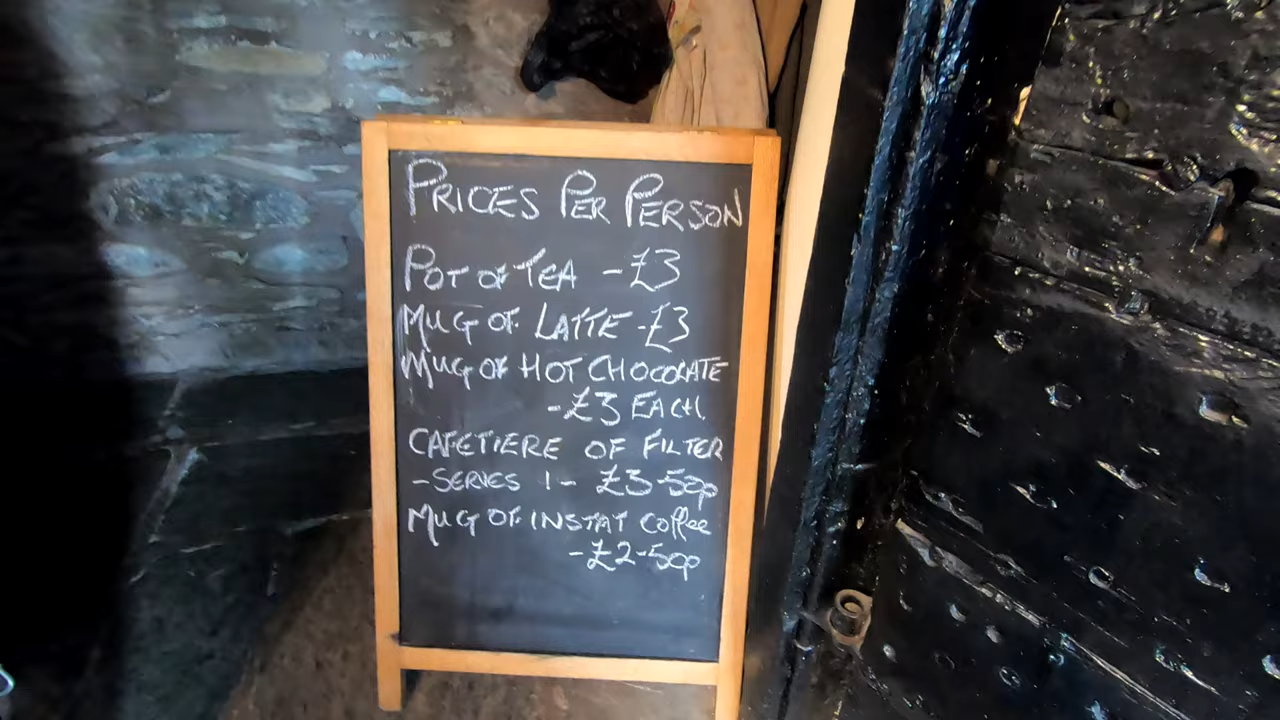 PRICES PER PERSON
POT OF TEA - £3
MUG OF LATTE - £3
MUG OF HOT CHOCOLATE
- £3 EACH
CAFETIERE OF FILTER
- SERVES 1 - £3-50p
MUG OF INSTAT COFFEE
- £2-50p